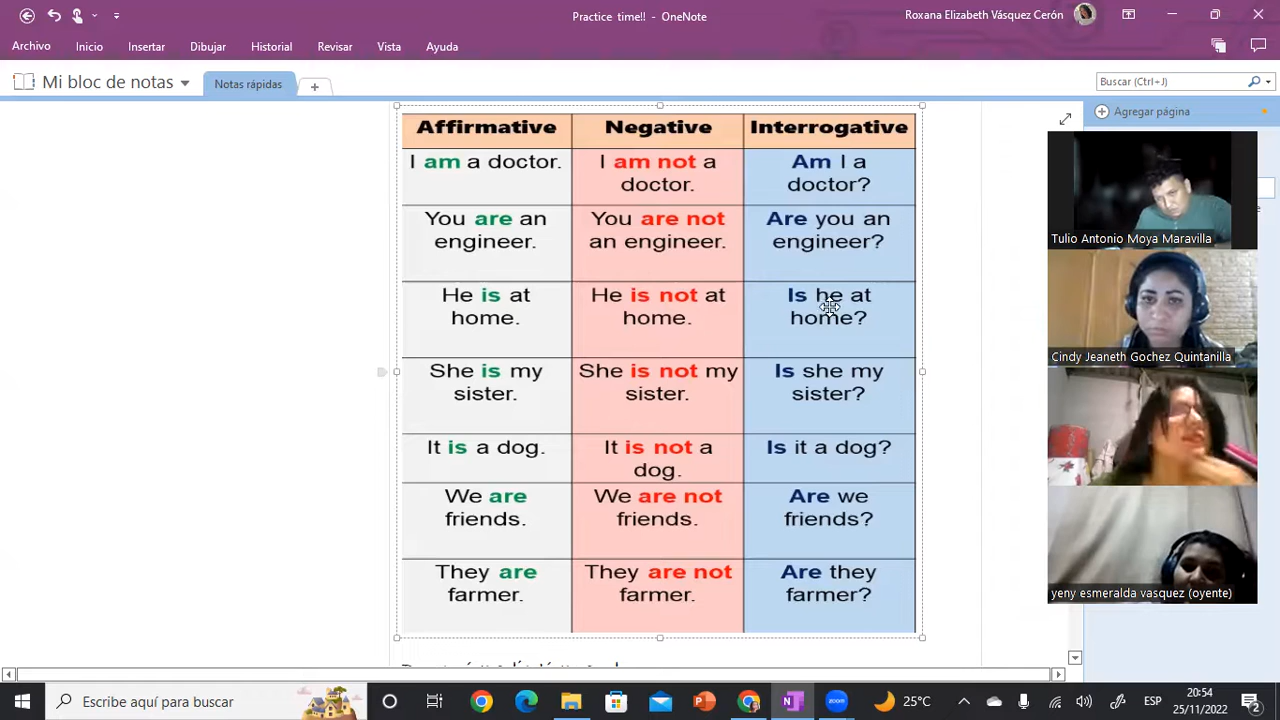 Practice time!! - OneNote
Roxana Elizabeth Vásquez Cerón
Archivo Inicio Insertar Dibujar Historial Revisar Vista Ayuda
Mi bloc de notas Notas rápidas
Buscar (Ctrl+J)
Agregar página
Affirmative Negative Interrogative
I am a doctor. I am not a Am I a
doctor. doctor?
You are an You are not Are you an
engineer. an engineer. engineer?
He is at He is not at Is he at
home. home. home?
She is my She is not my Is she my
sister. sister. sister?
It is a dog. It is not a Is it a dog?
dog.
We are We are not Are we
friends. friends. friends?
They are They are not Are they
farmer. farmer. farmer?
Tulio Antonio Moya Maravilla
Cindy Jeaneth Gochez Quintanilla
yeny esmeralda vasquez (oyente)
Escribe aquí para buscar
zoom
25°C
ESP
20:54
25/11/2022
2